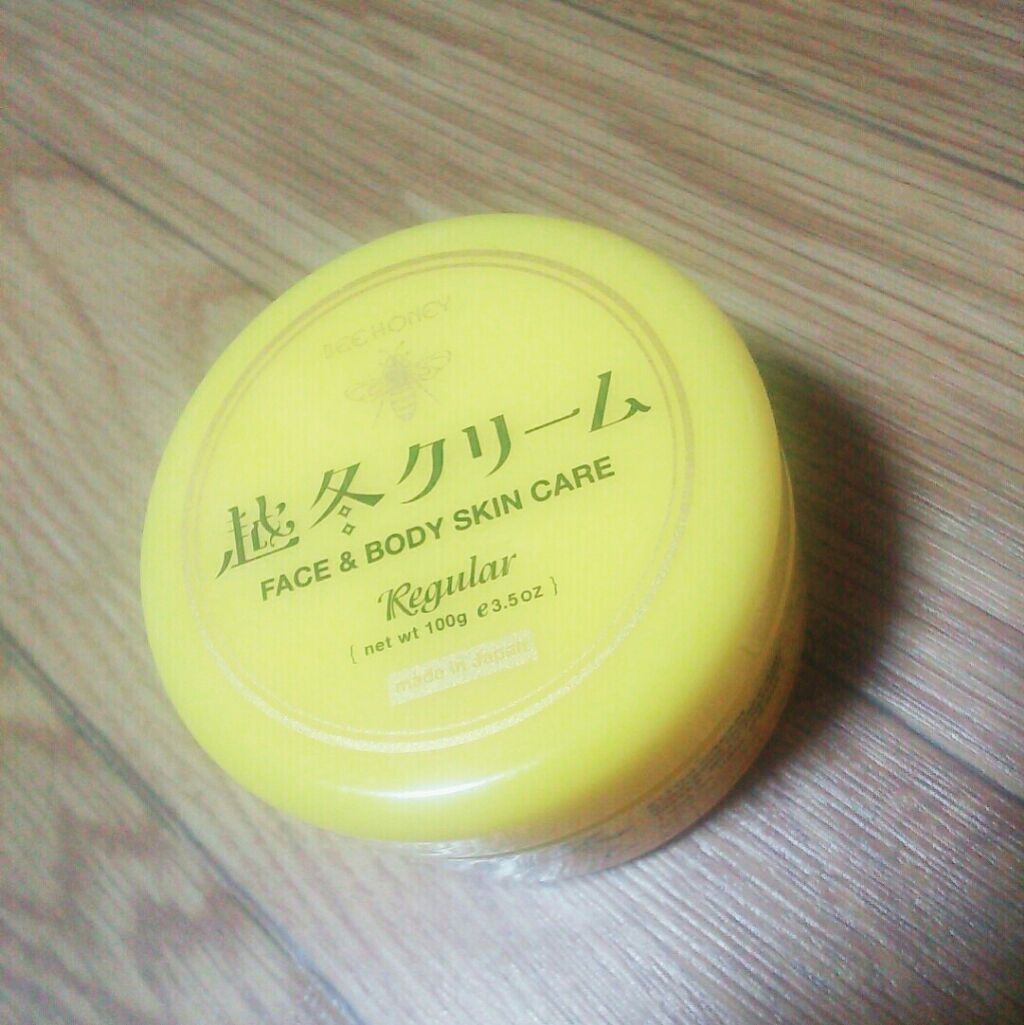 BEE HONEY
越冬クリーム
FACE & BODY SKIN CARE
Regular
{ net wt 100g e3.5oz }
made in Japan